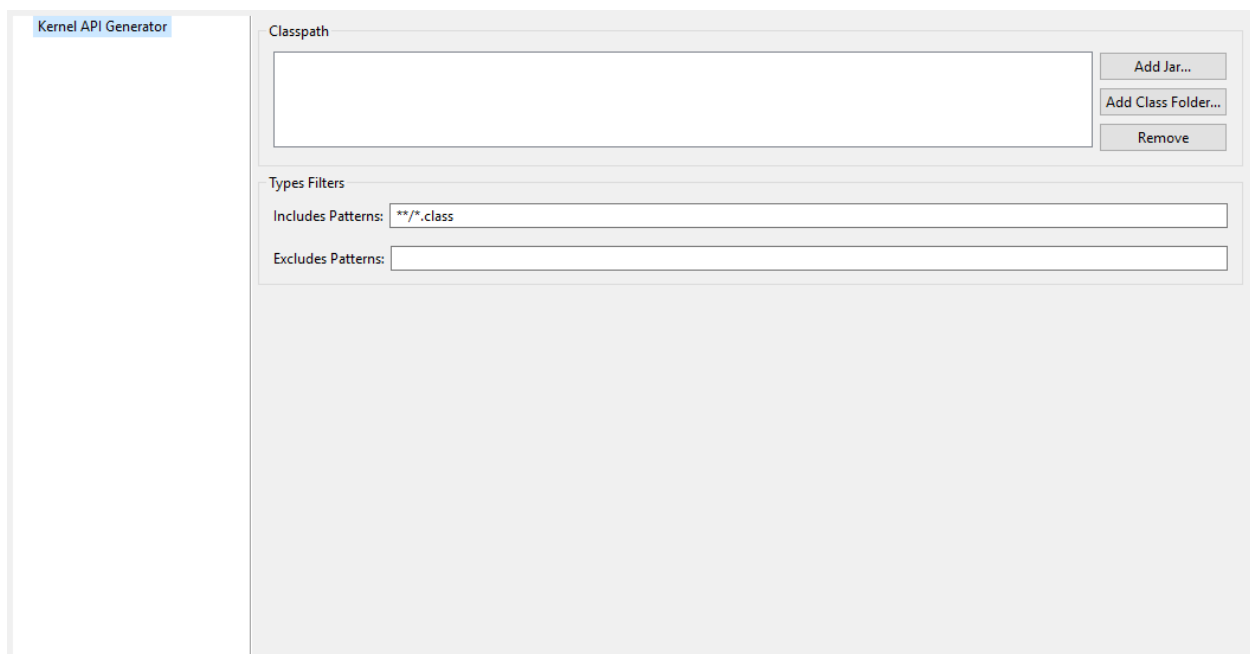 Kernel API Generator
Classpath
Add Jar...
Add Class Folder...
Remove
Types Filters
Includes Patterns: **/*.class
Excludes Patterns: